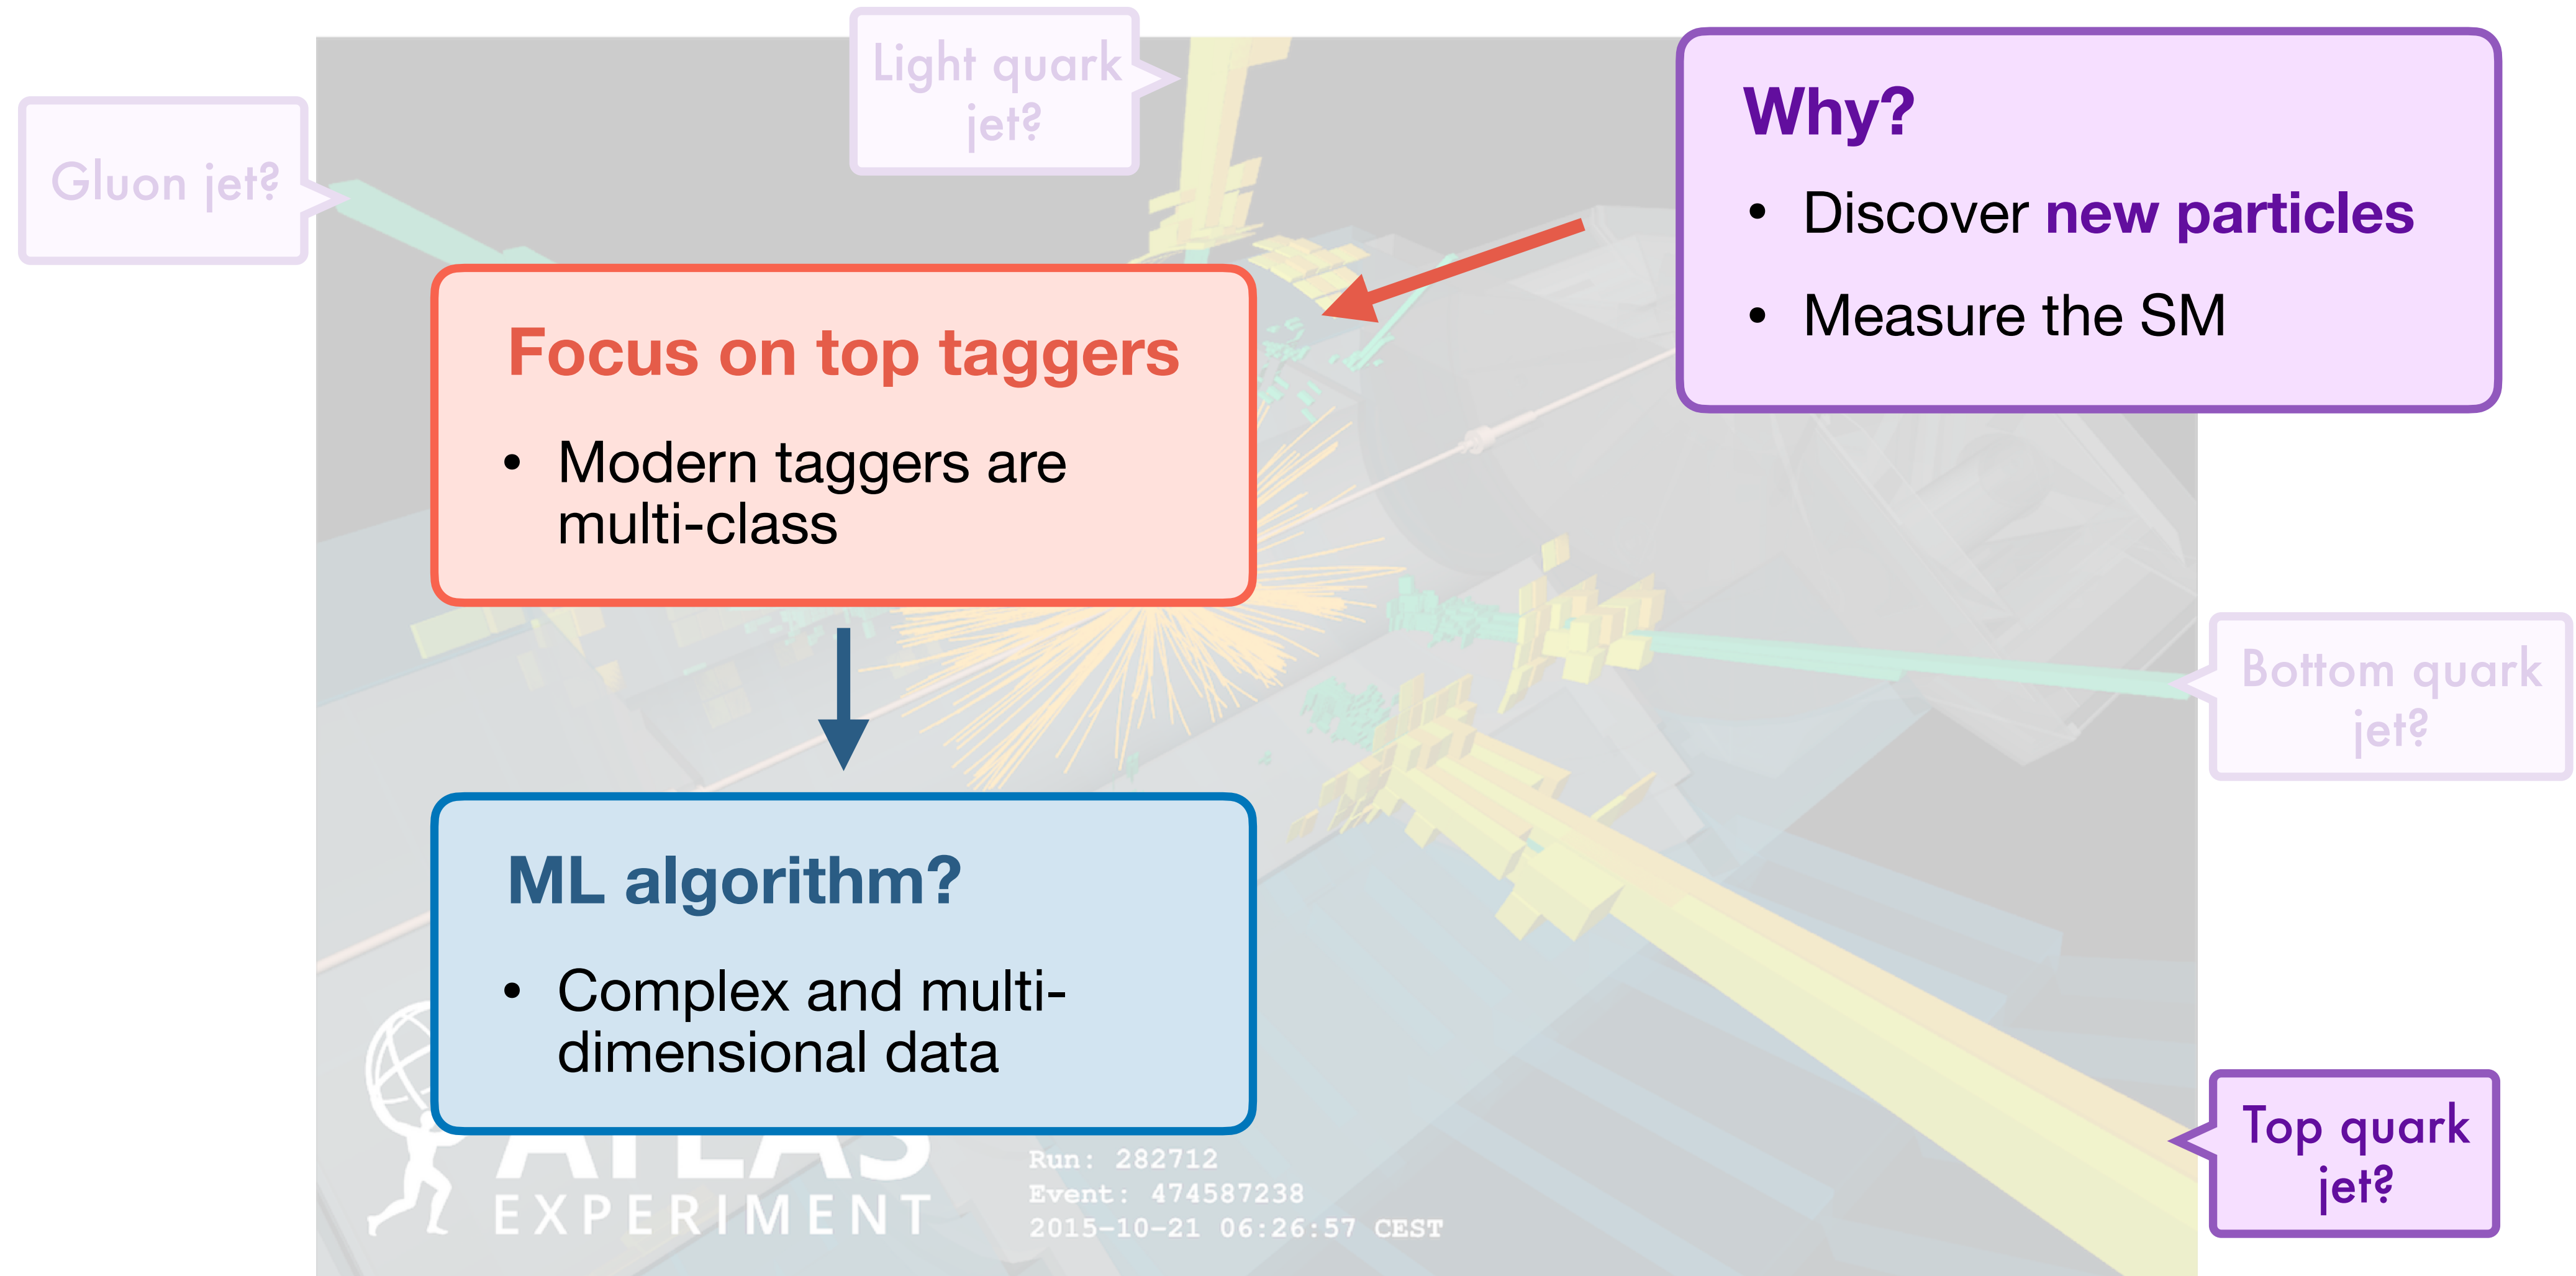 Light quark
jet?
Gluon jet?
Why?
• Discover new particles
• Measure the SM
Focus on top taggers
• Modern taggers are
multi-class
Bottom quark
jet?
ML algorithm?
• Complex and multi-
dimensional data
Top quark
jet?
ATLAS
EXPERIMENT
Run: 282712
Event: 474587238
2015-10-21 06:26:57 CEST